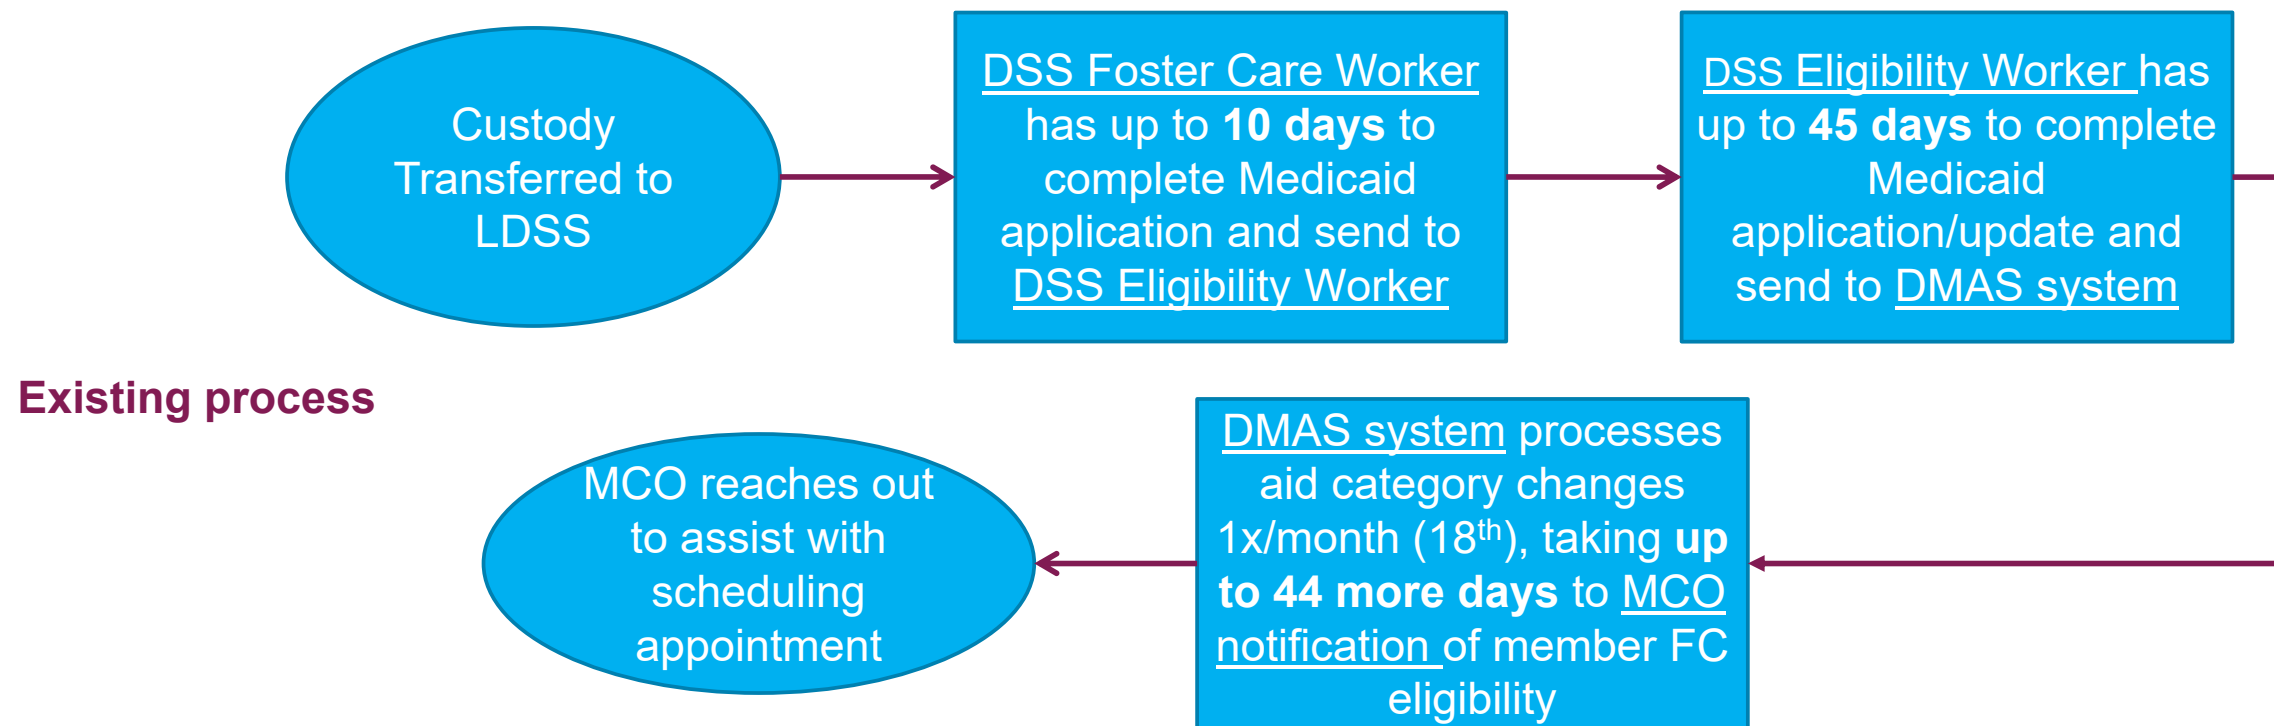 Custody
Transferred to
LDSS
DSS Foster Care Worker
has up to 10 days to
complete Medicaid
application and send to
DSS Eligibility Worker
DSS Eligibility Worker has
up to 45 days to complete
Medicaid
application/update and
send to DMAS system
Existing process
DMAS system processes
aid category changes
1x/month (18th), taking up
to 44 more days to MCO
notification of member FC
eligibility
MCO reaches out
to assist with
scheduling
appointment